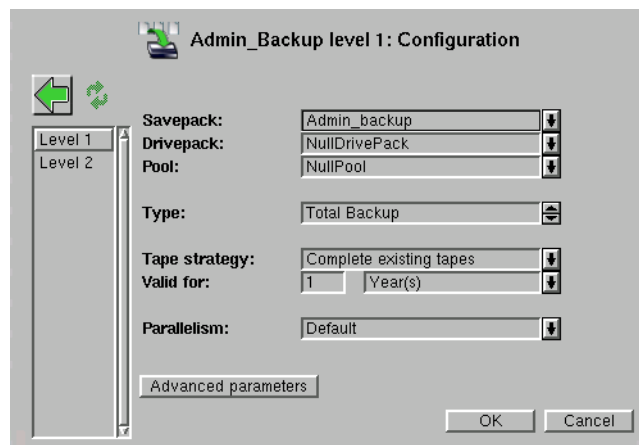 Admin_Backup level 1: Configuration
Level 1
Level 2
Savepack: Admin_backup
Drivepack: NullDrivePack
Pool: NullPool
Type: Total Backup
Tape strategy: Complete existing tapes
Valid for: 1 Year(s)
Parallelism: Default
Advanced parameters
OK Cancel